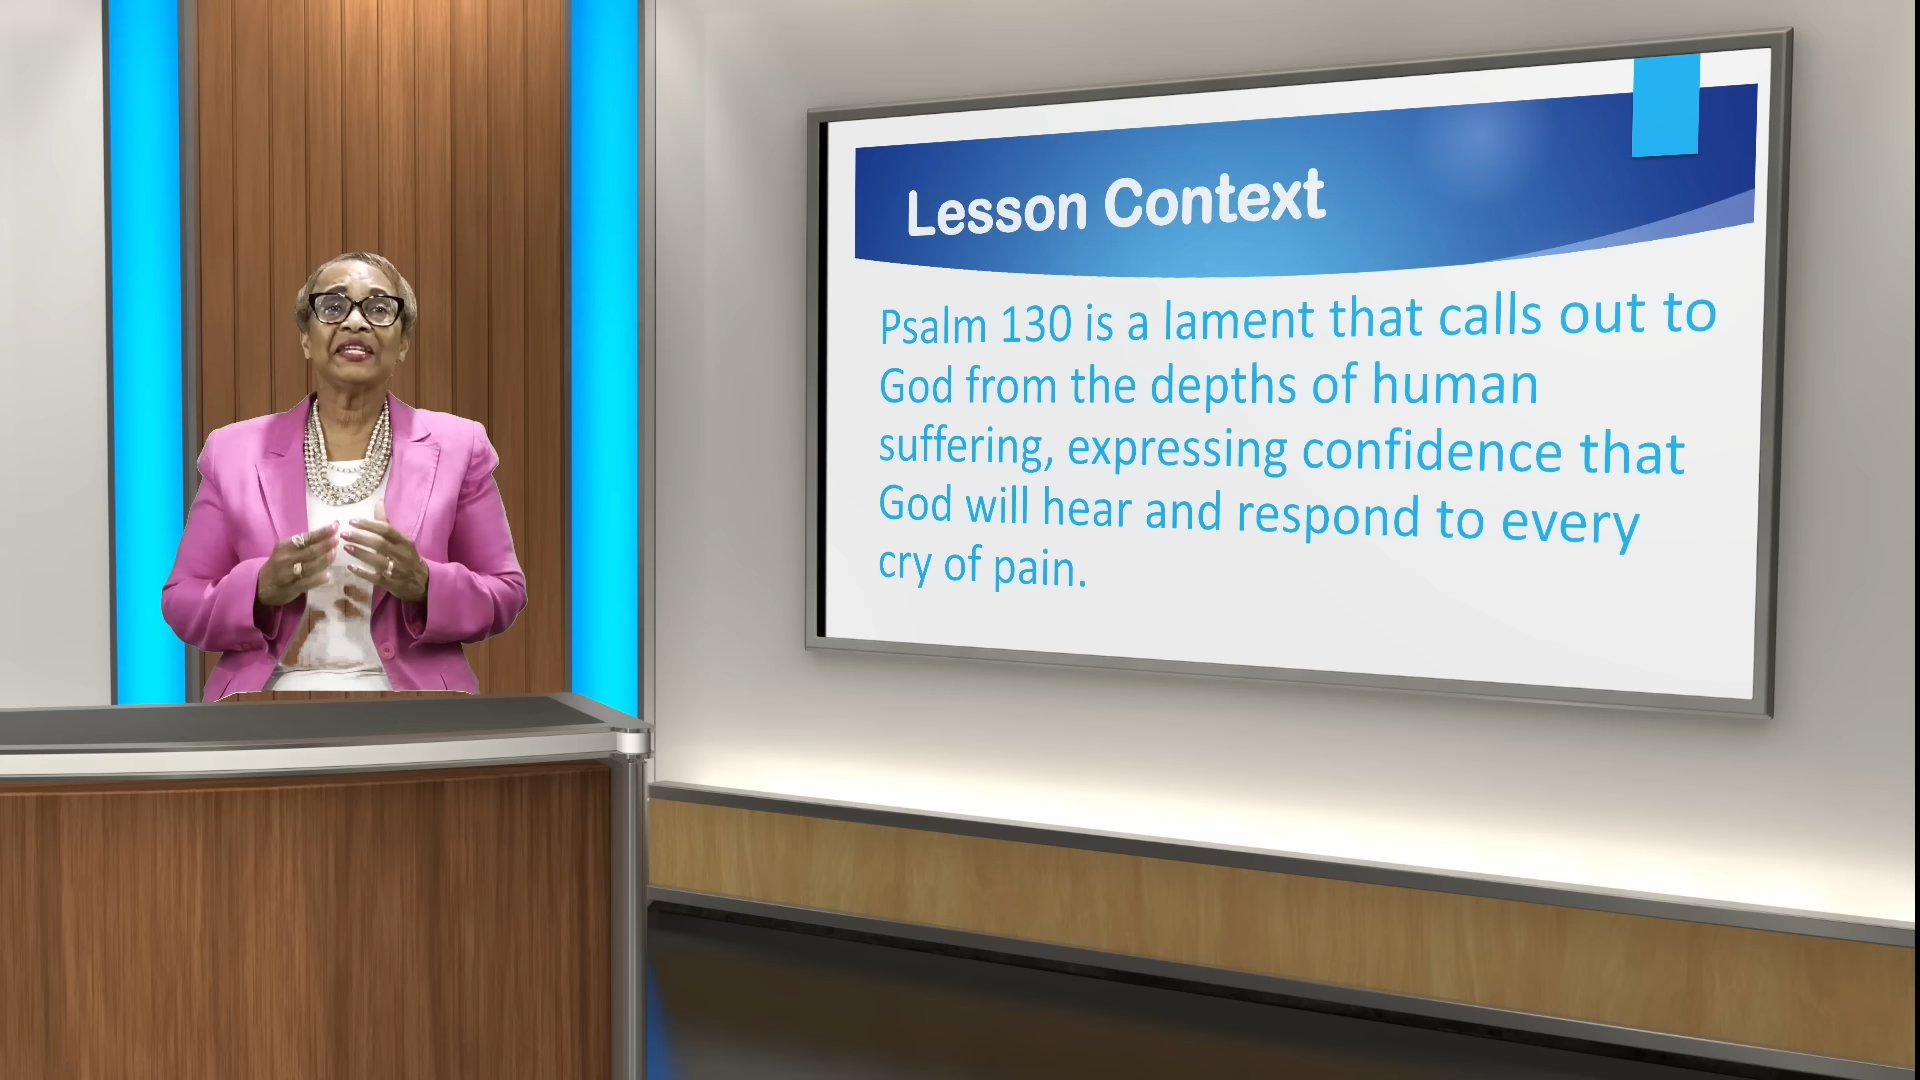 Lesson Context
Psalm 130 is a lament that calls out to
God from the depths of human
suffering, expressing confidence that
God will hear and respond to every
cry of pain.